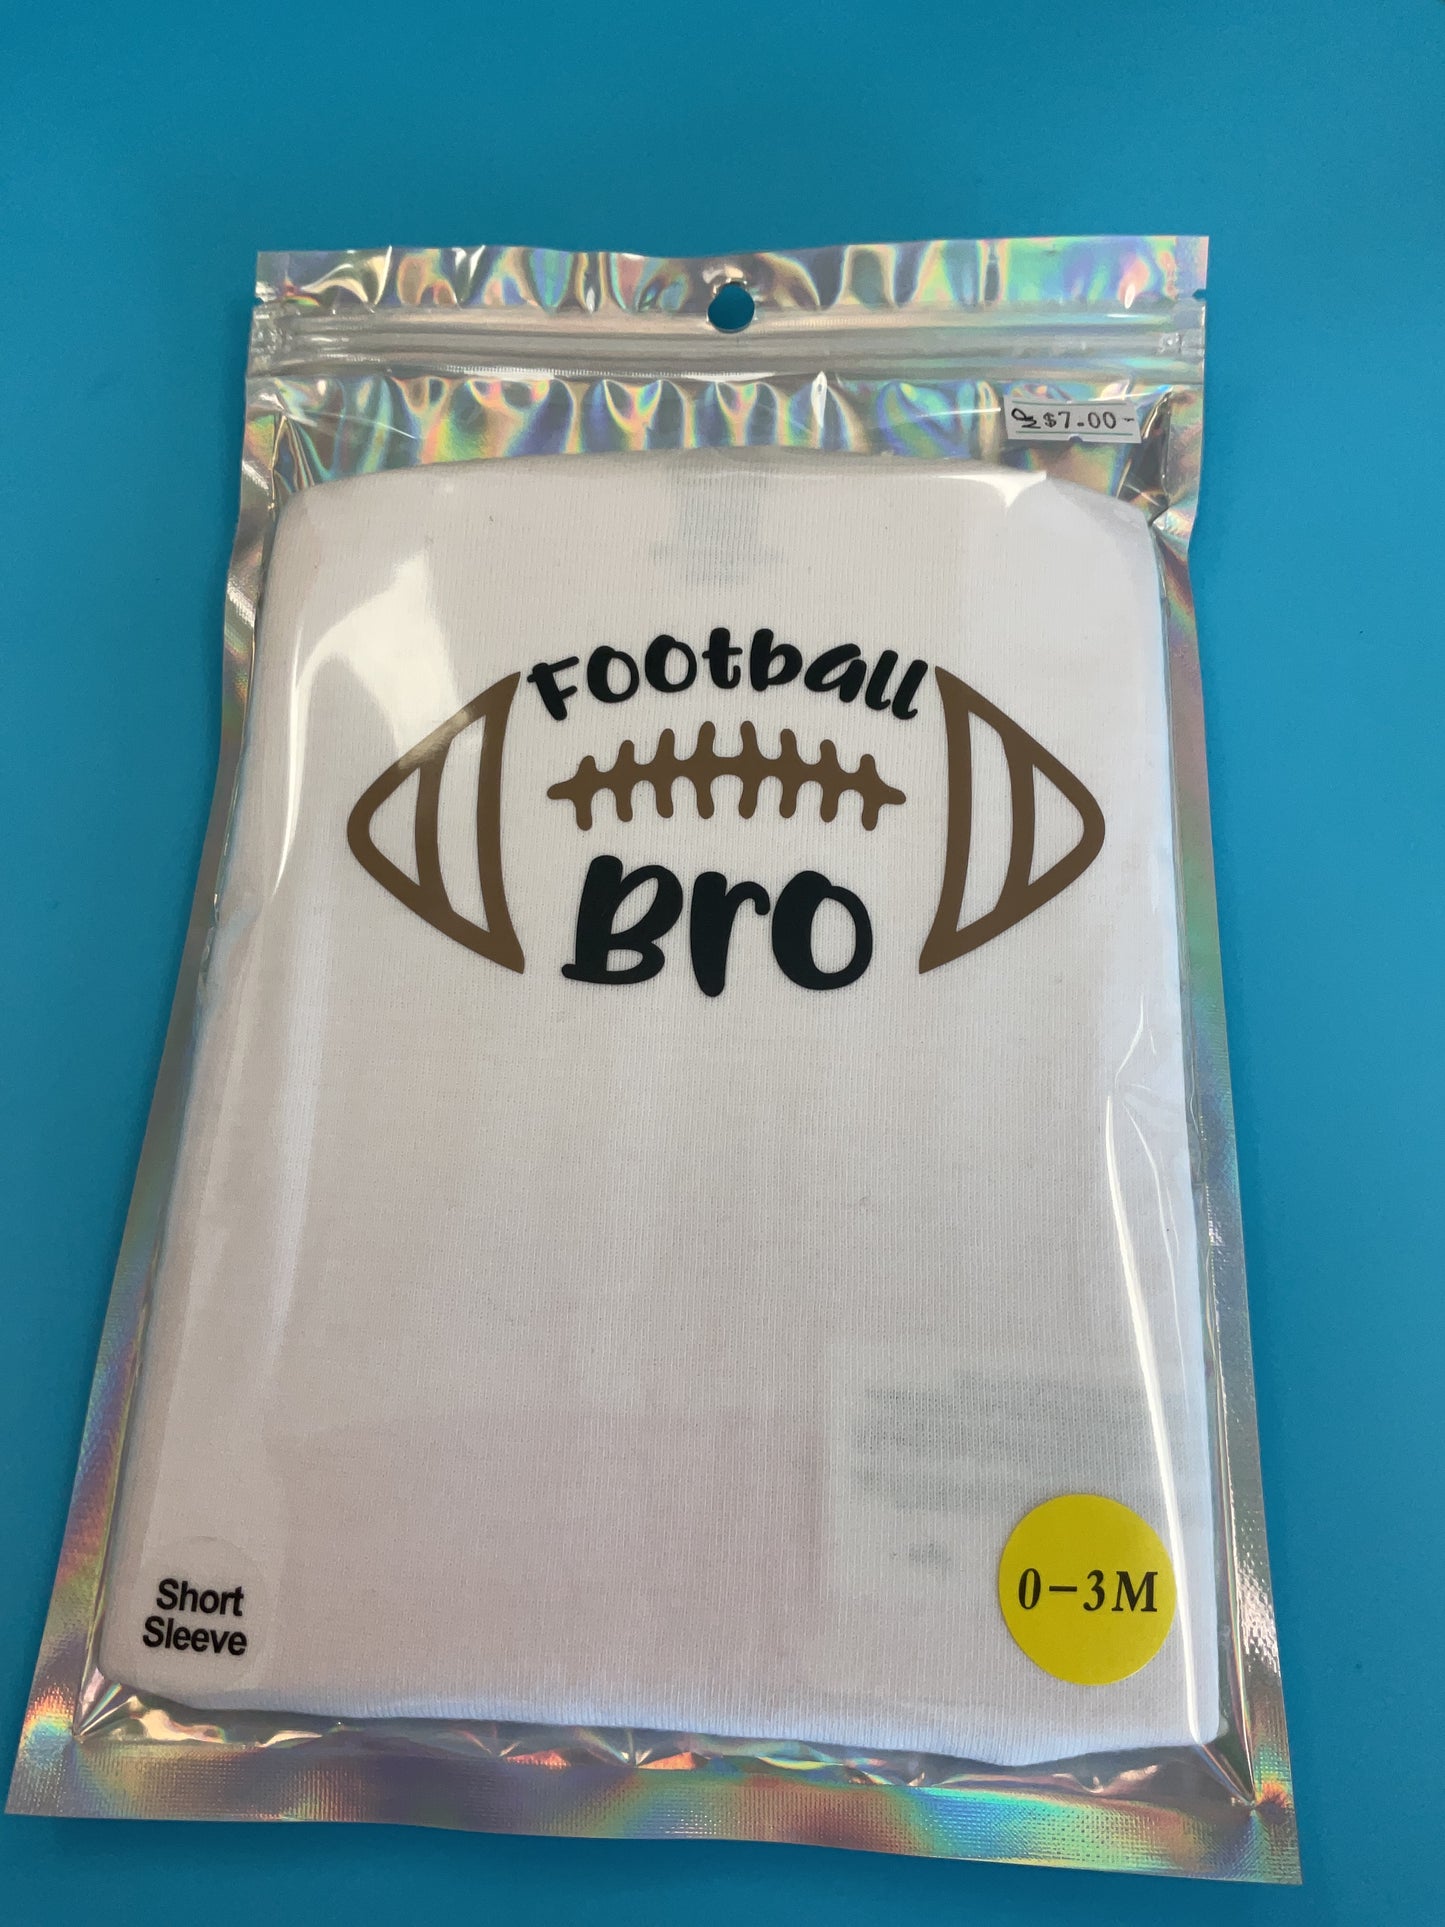 $7.00
Football
Bro
Short
Sleeve
0-3M